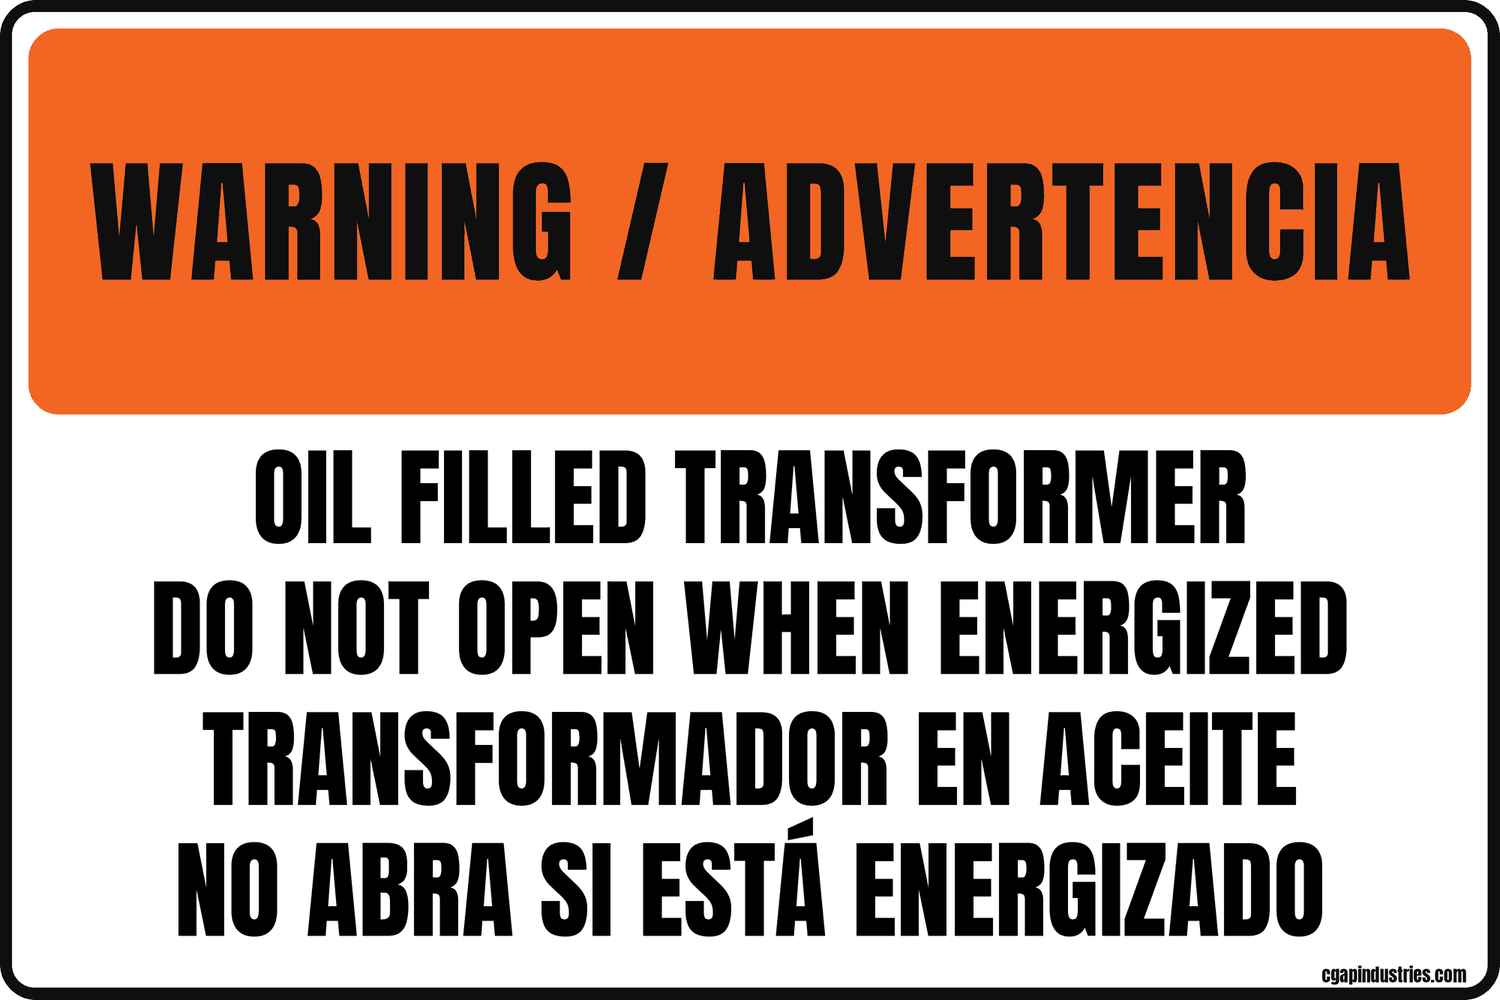 WARNING / ADVERTENCIA
OIL FILLED TRANSFORMER
DO NOT OPEN WHEN ENERGIZED
TRANSFORMADOR EN ACEITE
NO ABRA SI ESTÁ ENERGIZADO
cgapindustries.com